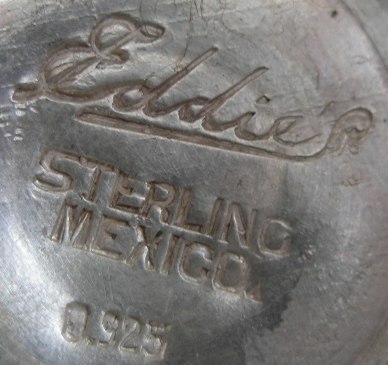 Eddie
STERLING
MEXICO.
0.925